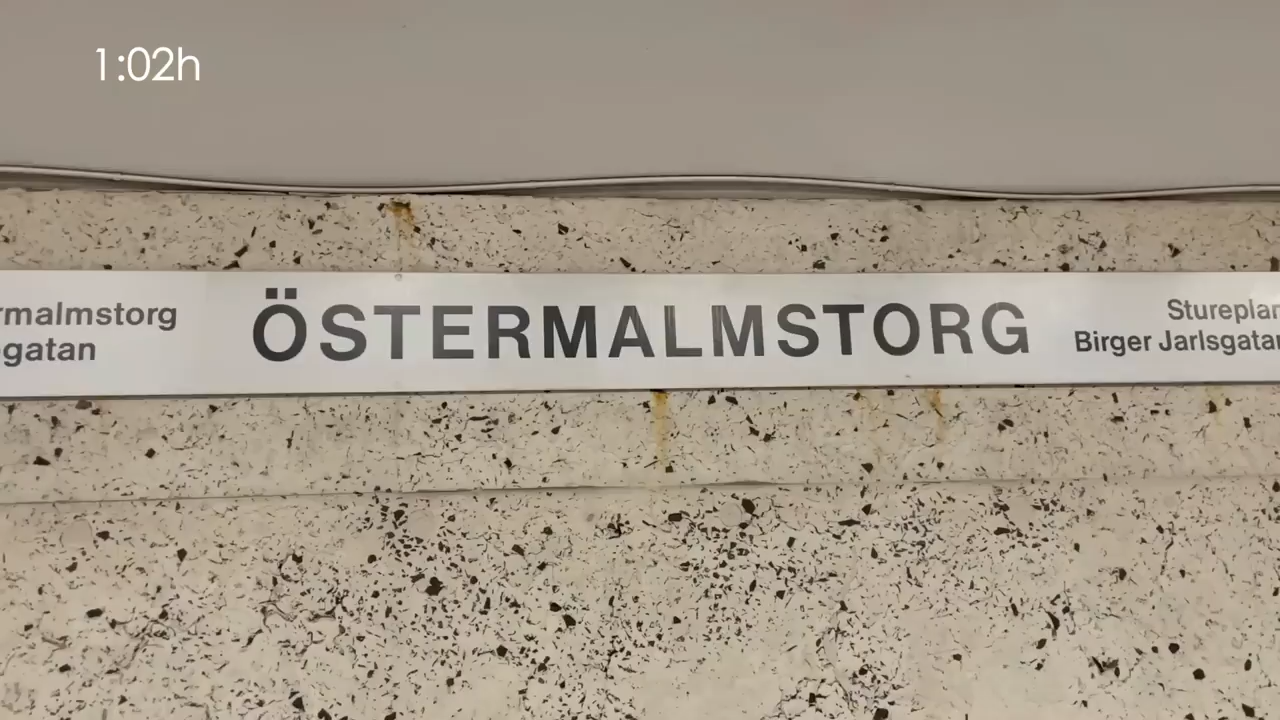 1:02h
rmalmstorg
gatan
ÖSTERMALMSTORG
Stureplan
Birger Jarlsgatan